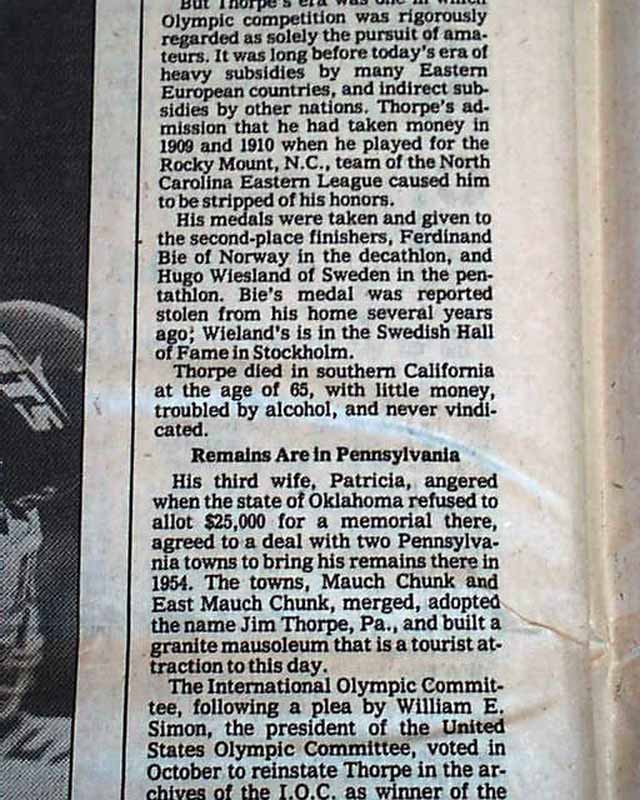 But Thorpe's era was one in which
Olympic competition was rigorously
regarded as solely the pursuit of ama-
teurs. It was long before today's era of
heavy subsidies by many Eastern
European countries, and indirect sub-
sidies by other nations. Thorpe's ad-
mission that he had taken money in
1909 and 1910 when he played for the
Rocky Mount, N.C., team of the North
Carolina Eastern League caused him
to be stripped of his honors.
His medals were taken and given to
the second-place finishers, Ferdinand
Bie of Norway in the decathlon, and
Hugo Wiesland of Sweden in the pen-
tathlon. Bie's medal was reported
stolen from his home several years
ago; Wieland's is in the Swedish Hall
of Fame in Stockholm.
Thorpe died in southern California
at the age of 65, with little money,
troubled by alcohol, and never vindi-
cated.
Remains Are in Pennsylvania
His third wife, Patricia, angered
when the state of Oklahoma refused to
allot $25,000 for a memorial there,
agreed to a deal with two Pennsylva-
nia towns to bring his remains there in
1954. The towns, Mauch Chunk and
East Mauch Chunk, merged, adopted
the name Jim Thorpe, Pa., and built a
granite mausoleum that is a tourist at-
traction to this day.
The International Olympic Commit-
tee, following a plea by William E.
Simon, the president of the United
States Olympic Committee, voted in
October to reinstate Thorpe in the ar-
chives of the I.O.C. as winner of the